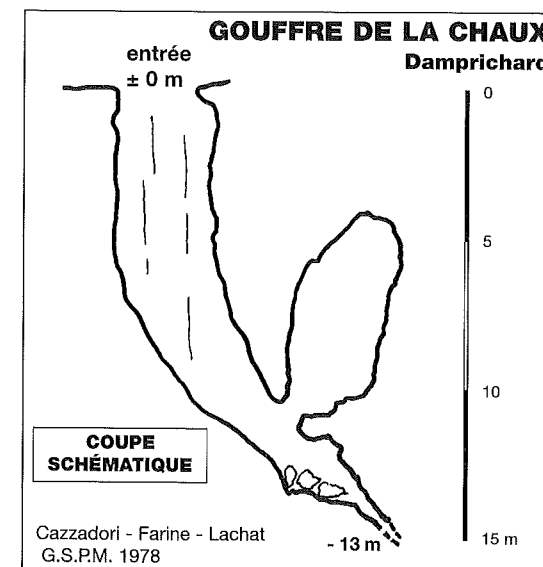 GOUFFRE DE LA CHAUX
Damprichard
entrée
± 0 m
0
5
10
15 m
COUPE
SCHÉMATIQUE
- 13 m
Cazzadori - Farine - Lachat
G.S.P.M. 1978